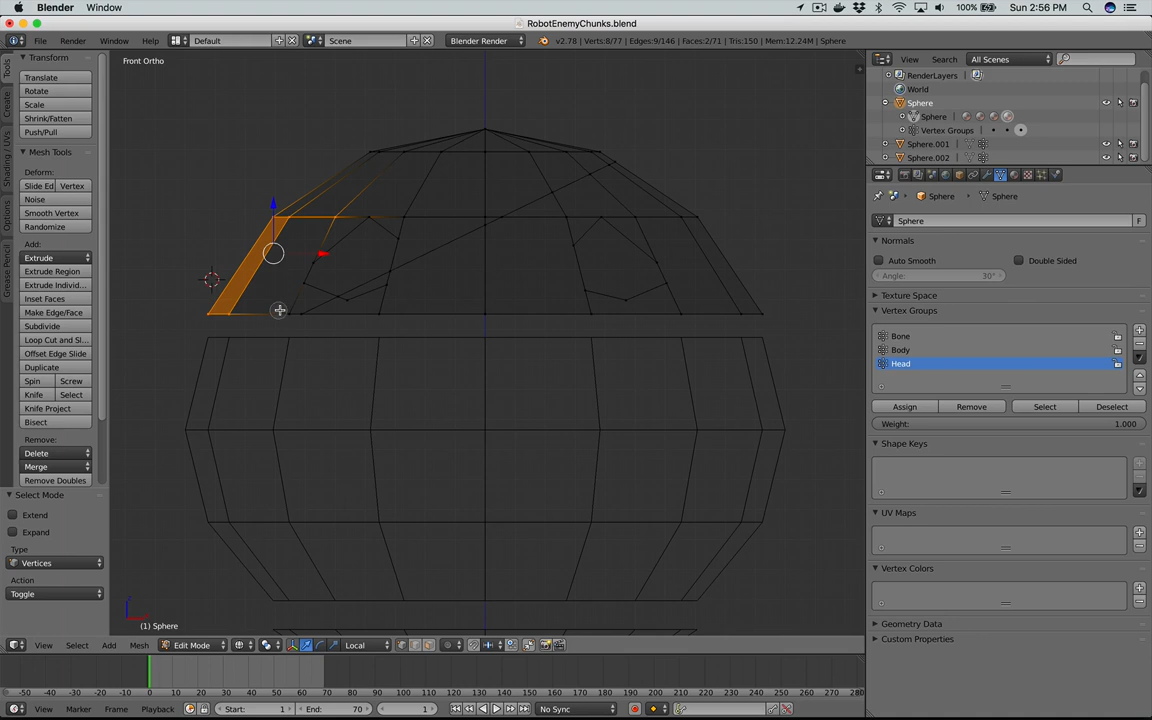 Blender Window 100% Sun 2:56 PM
RobotEnemyChunks.blend
File Render Window Help Default Scene Blender Render v2.78 | Verts:8/77 | Edges:9/146 | Faces:2/71 | Tris:150 | Mem:12.24M | Sphere
View Search All Scenes
Tools
Create
Shading / UVs
Options
Grease Pencil
Transform
Translate
Rotate
Scale
Shrink/Fatten
Push/Pull
Mesh Tools
Deform:
Slide Ed Vertex
Noise
Smooth Vertex
Randomize
Add:
Extrude
Extrude Region
Extrude Individ...
Inset Faces
Make Edge/Face
Subdivide
Loop Cut and Sl...
Offset Edge Slide
Duplicate
Spin Screw
Knife Select
Knife Project
Bisect
Remove:
Delete
Merge
Remove Doubles
Select Mode
Extend
Expand
Type
Vertices
Action
Toggle
Front Ortho
(1) Sphere
RenderLayers
World
Sphere
Sphere
Vertex Groups
Sphere.001
Sphere.002
Sphere Sphere
Sphere F
Normals
Auto Smooth Double Sided
Angle: 30°
Texture Space
Vertex Groups
Bone
Body
Head
Assign Remove Select Deselect
Weight: 1.000
Shape Keys
UV Maps
Vertex Colors
Geometry Data
Custom Properties
View Select Add Mesh Edit Mode Local
-50 -40 -30 -20 -10 0 10 20 30 40 50 60 70 80 90 100 110 120 130 140 150 160 170 180 190 200 210 220 230 240 250 260 270 280
View Marker Frame Playback Start: 1 End: 70 1 No Sync